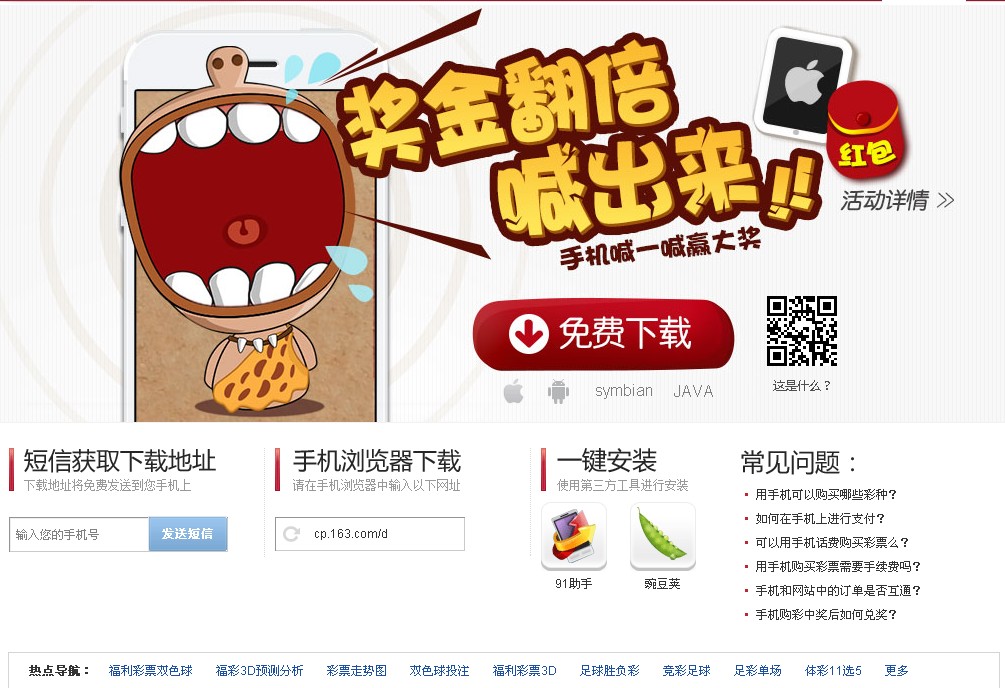 奖金翻倍
喊出来!!
手机喊一喊赢大奖
红包
活动详情
免费下载
symbian JAVA
这是什么？
短信获取下载地址
下载地址将免费发送到您手机上
输入您的手机号 发送短信
手机浏览器下载
请在手机浏览器中输入以下网址
cp.163.com/d
一键安装
使用第三方工具进行安装
91助手 豌豆荚
常见问题：
用手机可以购买哪些彩种?
如何在手机上进行支付?
可以用手机话费购买彩票么?
用手机购买彩票需要手续费吗?
手机和网站中的订单是否互通?
手机购彩中奖后如何兑奖?
热点导航： 福利彩票双色球 福彩3D预测分析 彩票走势图 双色球投注 福利彩票3D 足球胜负彩 竞彩足球 足彩单场 体彩11选5 更多